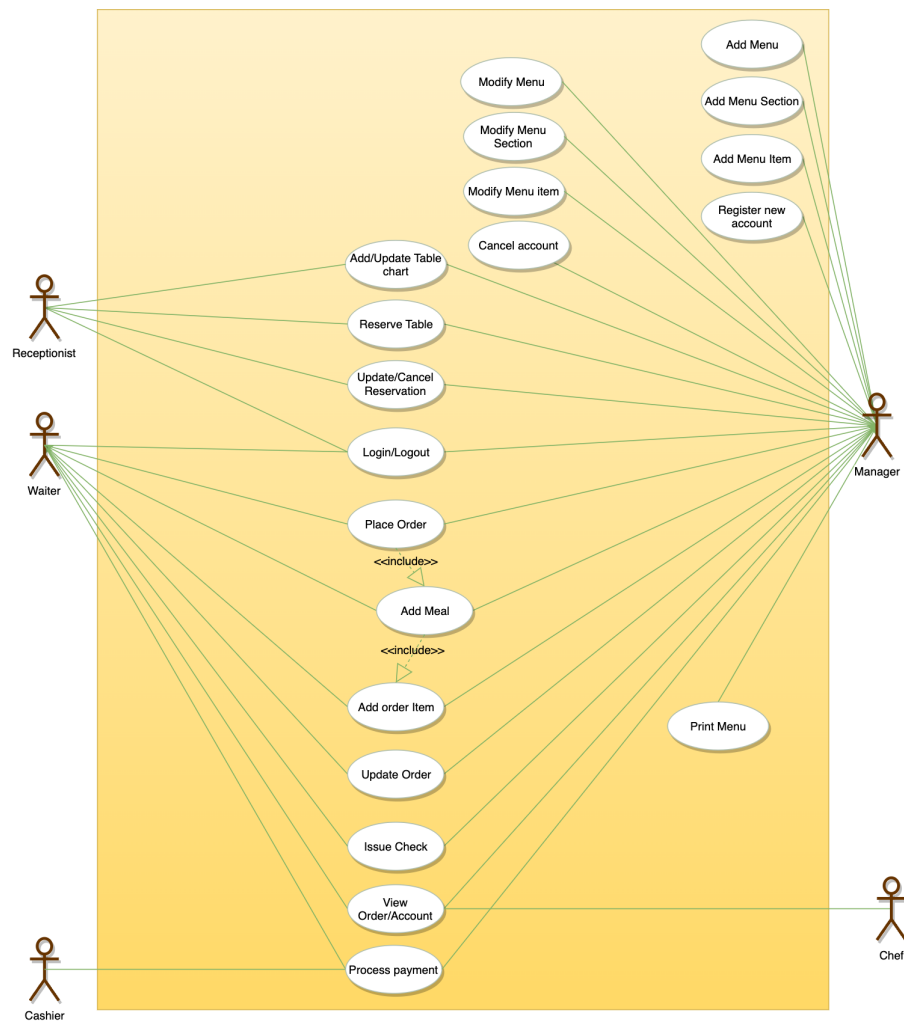 Add Menu
Modify Menu
Add Menu Section
Modify Menu
Section
Add Menu Item
Modify Menu item
Register new
account
Cancel account
Add/Update Table
chart
Reserve Table
Receptionist
Update/Cancel
Reservation
Login/Logout
Manager
Waiter
Place Order
<<include>>
Add Meal
<<include>>
Add order Item
Print Menu
Update Order
Issue Check
View
Order/Account
Chef
Process payment
Cashier